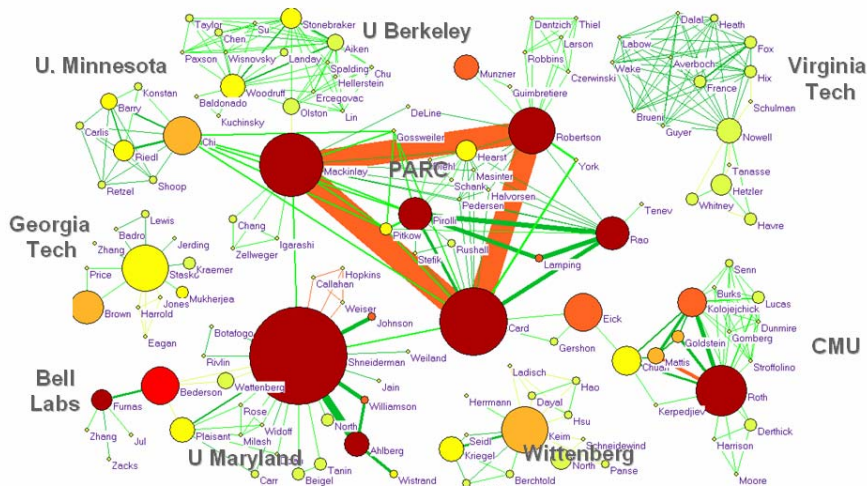 Taylor
Su
Stonebraker
Chen
Aiken
U Berkeley
Paxson
Wisnovsky
Landay
Spalding
Chu
Hellerstein
Woodruff
Ercegovac
Baldonado
Olston
Lin
Kuchinsky
Dantzich
Thiel
Larson
Robbins
Czerwinski
Munzner
Guimbretiere
Dalal
Heath
Labow
Fox
Wake
Averboch
Hix
France
Virginia
Tech
Schulman
Brueni
Guyer
Nowell
Tanasse
Hetzler
Whitney
Havre
U. Minnesota
Konstan
Barry
Carlis
Riedl
Chi
Retzel
Shoop
DeLine
Gossweiler
Robertson
Mackinlay
PARC
Hearst
York
Masinter
Schank
Halvorsen
Pedersen
Pirolli
Tenev
Rao
Pitkow
Rushall
Stefik
Lamping
Chang
Igarashi
Zellweger
Georgia
Tech
Lewis
Badro
Jerding
Zhang
Stasko
Kraemer
Price
Jones
Mukherjea
Brown
Harrold
Eagan
Hopkins
Callahan
Weiser
Johnson
Card
Eick
Gershon
Botafogo
Shneiderman
Weiland
Rivlin
Jain
Wattenberg
Williamson
Bell
Labs
Bederson
Furnas
Zhang
Jul
Zacks
Plaisant
Rose
Widoff
Milash
North
Ahlberg
U Maryland
Carr
Beigel
Tanin
Wistrand
Ladisch
Hao
Herrmann
Dayal
Hsu
Keim
Seidl
Schneidewind
Kriegel
Wittenberg
North
Panse
Berchtold
Senn
Burks
Lucas
Kolojejchick
Dunmire
Goldstein
Gomberg
CMU
Chuah
Mattis
Stroffolino
Roth
Kerpedjiev
Derthick
Harrison
Moore